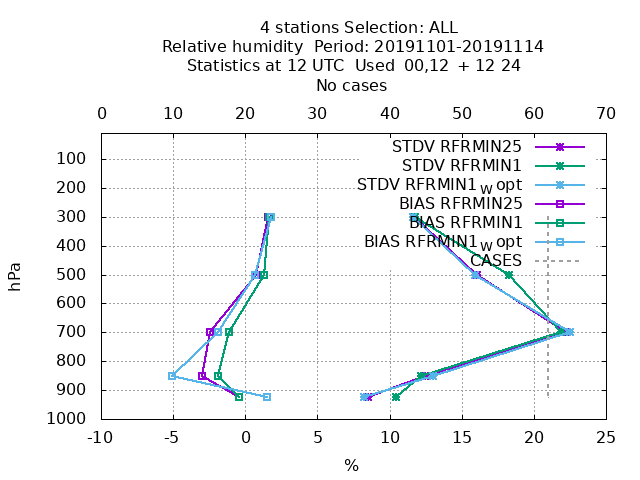 4 stations Selection: ALL
Relative humidity  Period: 20191101-20191114
Statistics at 12 UTC  Used  00,12  + 12 24
No cases
0 10 20 30 40 50 60 70
STDV RFRMIN25
STDV RFRMIN1
STDV RFRMIN1_W opt
BIAS RFRMIN25
BIAS RFRMIN1
BIAS RFRMIN1_W opt
CASES
100
200
300
400
500
600
700
800
900
1000
hPa
-10 -5 0 5 10 15 20 25
%